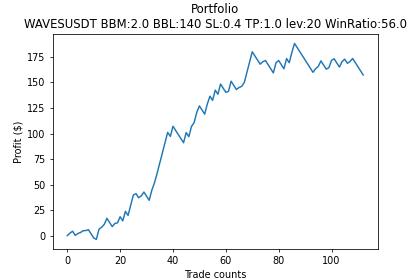 Portfolio
WAVESUSDT BBM:2.0 BBL:140 SL:0.4 TP:1.0 lev:20 WinRatio:56.0
Profit ($)
175
150
125
100
75
50
25
0
0 20 40 60 80 100
Trade counts